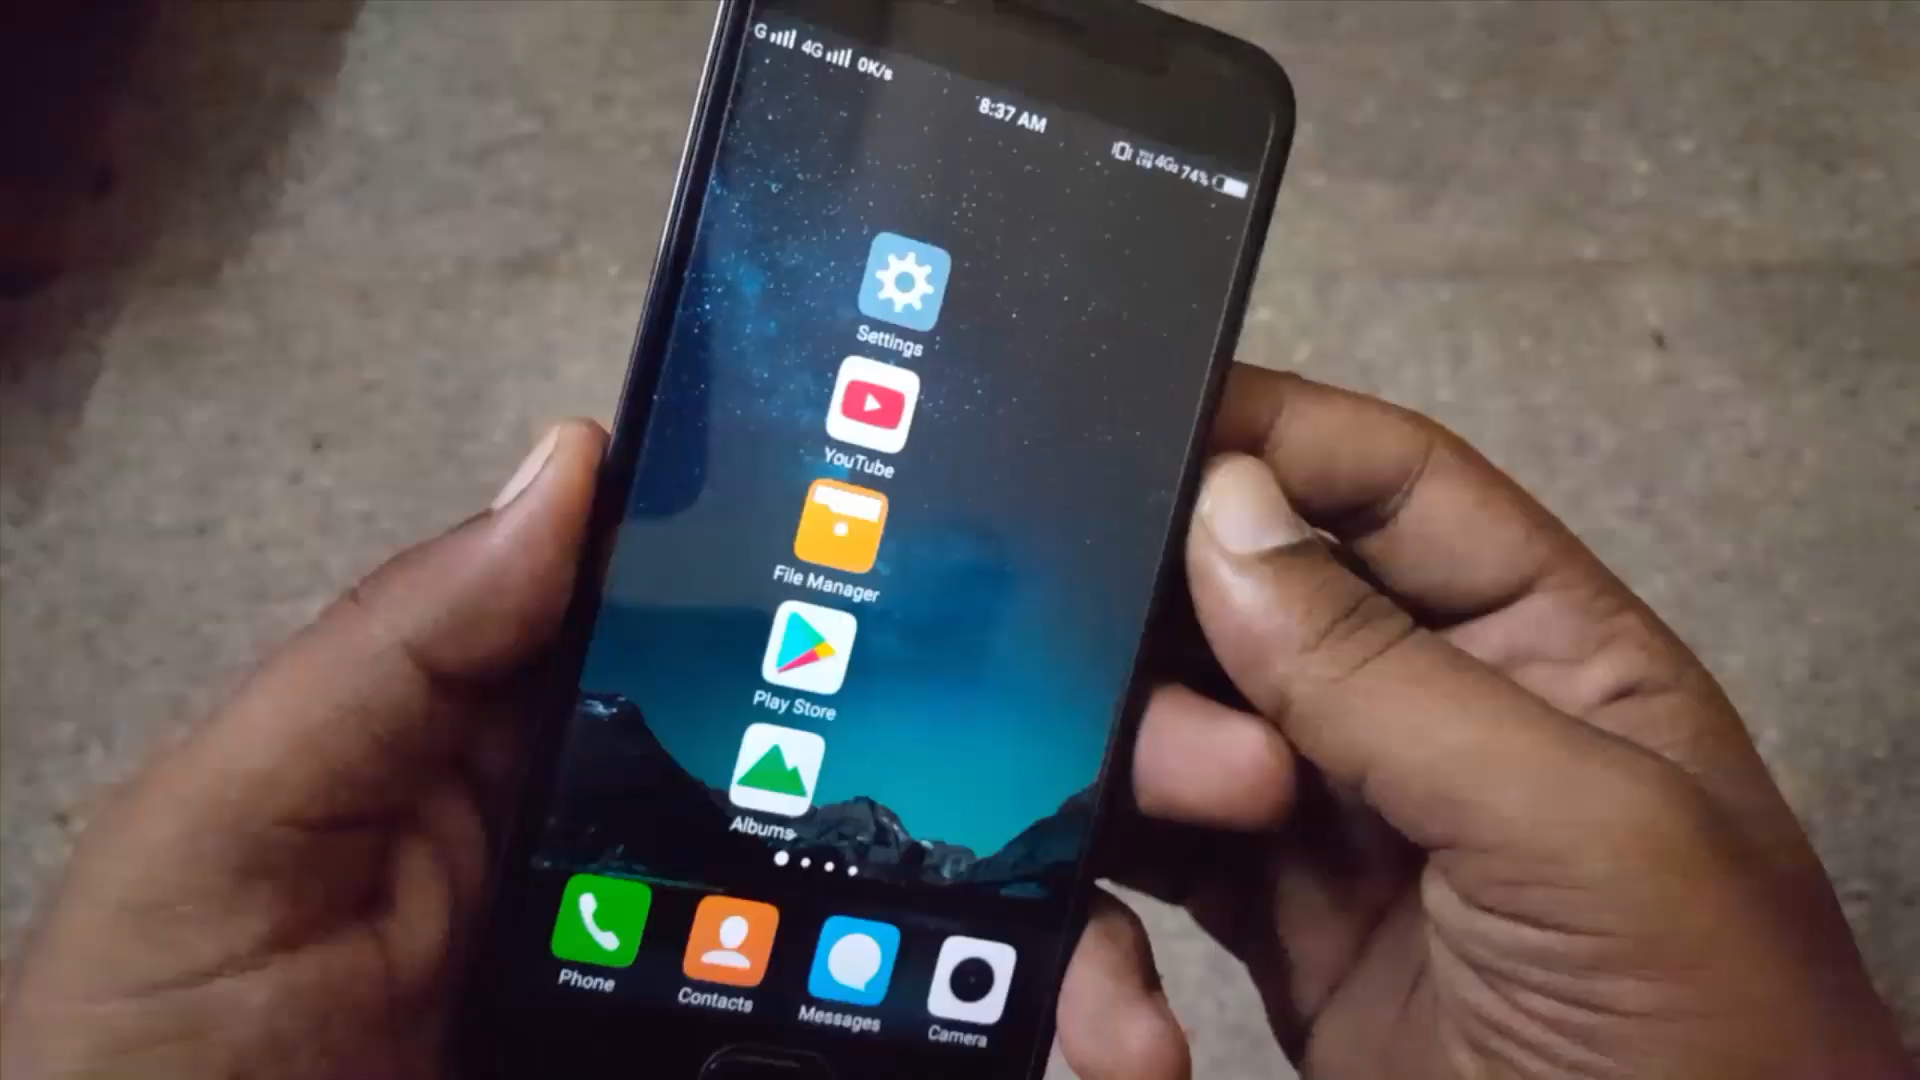 G 4G 0K/s
8:37 AM
4G 74%
Settings
YouTube
File Manager
Play Store
Albums
Phone
Contacts
Messages
Camera